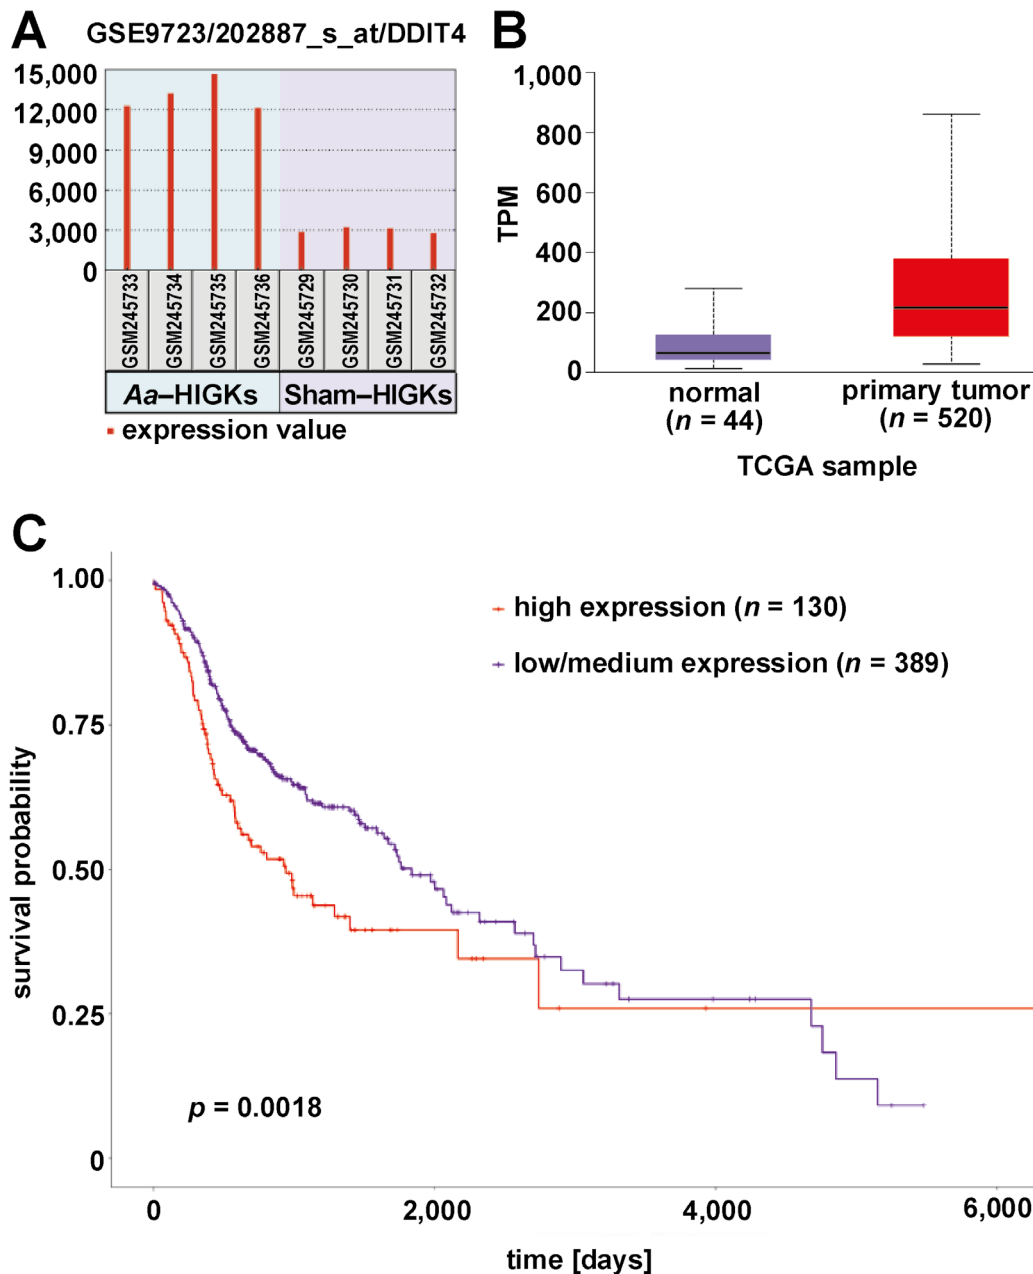 A
GSE9723/202887_s_at/DDIT4
15,000
12,000
9,000
6,000
3,000
0
GSM245733
GSM245734
GSM245735
GSM245736
GSM245729
GSM245730
GSM245731
GSM245732
Aa–HIGKs
Sham–HIGKs
expression value
B
TPM
1,000
800
600
400
200
0
normal
(n = 44)
primary tumor
(n = 520)
TCGA sample
C
survival probability
1.00
0.75
0.50
0.25
0
high expression (n = 130)
low/medium expression (n = 389)
p = 0.0018
0
2,000
4,000
6,000
time [days]